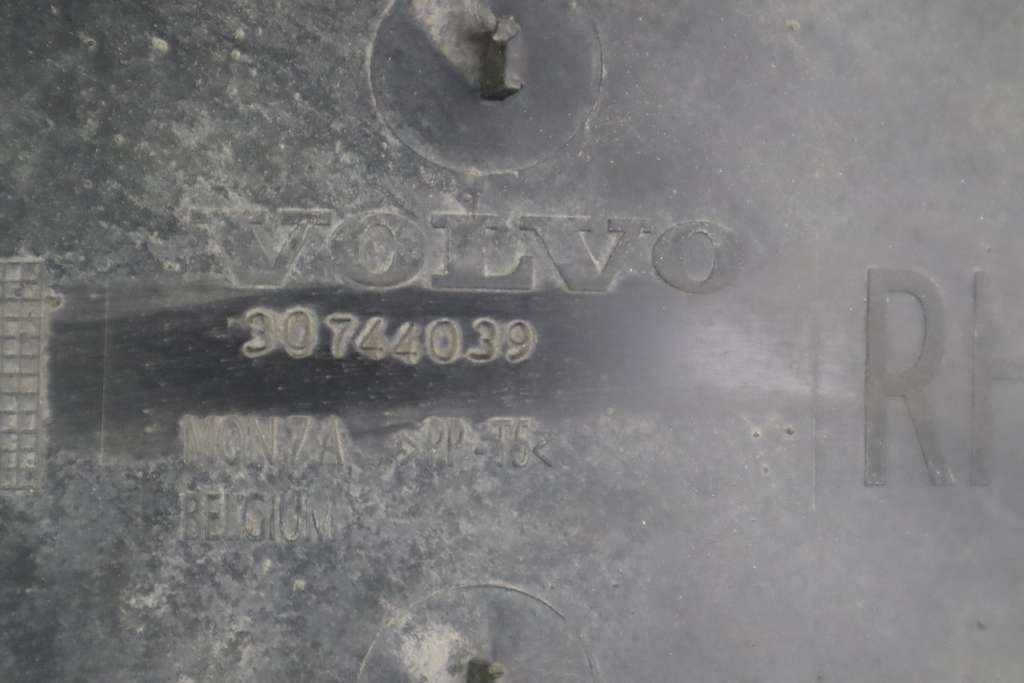 VOLVO
30744039
RH
MONZA >PP-T5<
BELGIUM